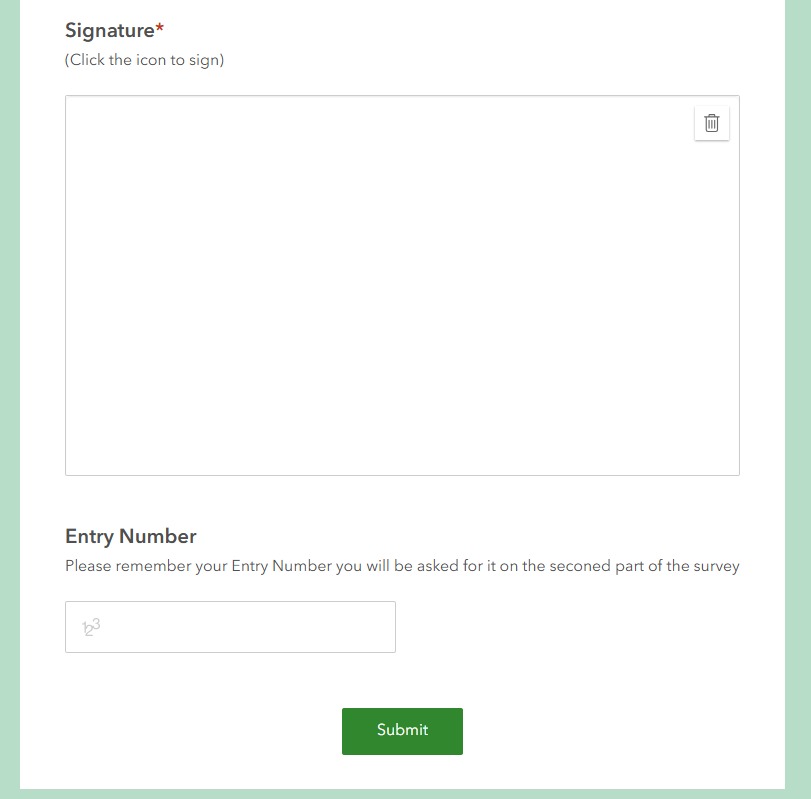 Signature*
(Click the icon to sign)
Entry Number
Please remember your Entry Number you will be asked for it on the seconed part of the survey
123
Submit